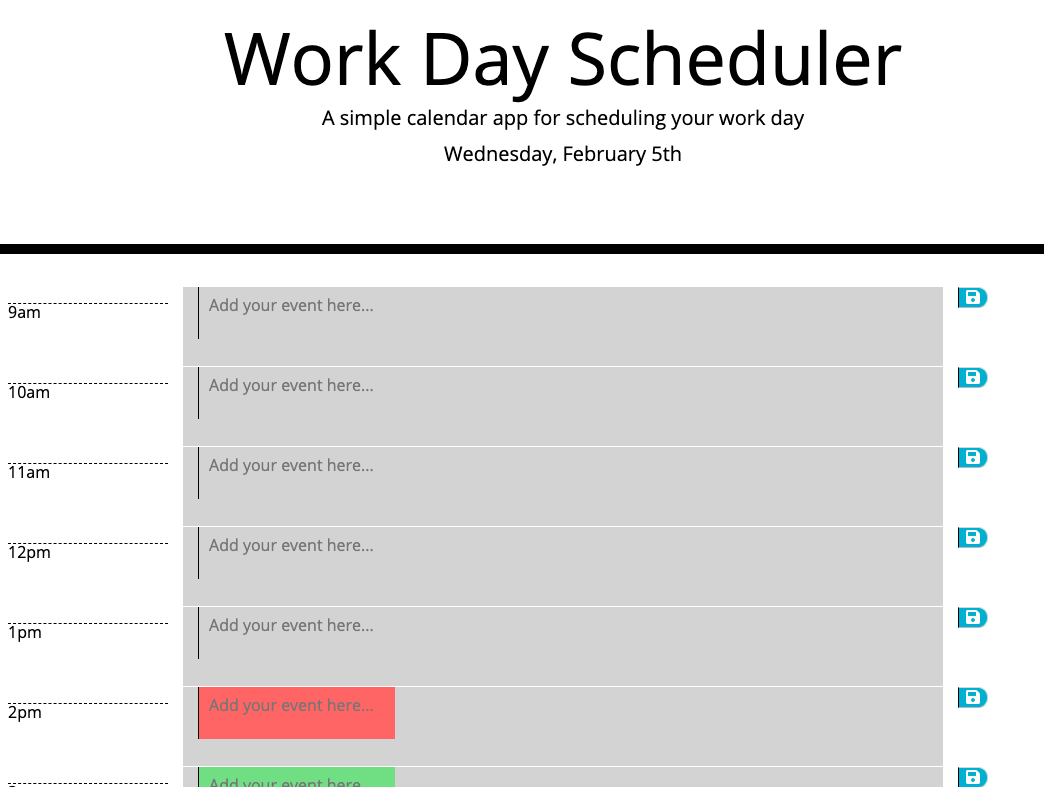 Work Day Scheduler
A simple calendar app for scheduling your work day
Wednesday, February 5th
9am
Add your event here...
10am
Add your event here...
11am
Add your event here...
12pm
Add your event here...
1pm
Add your event here...
2pm
Add your event here...
Add your event here...